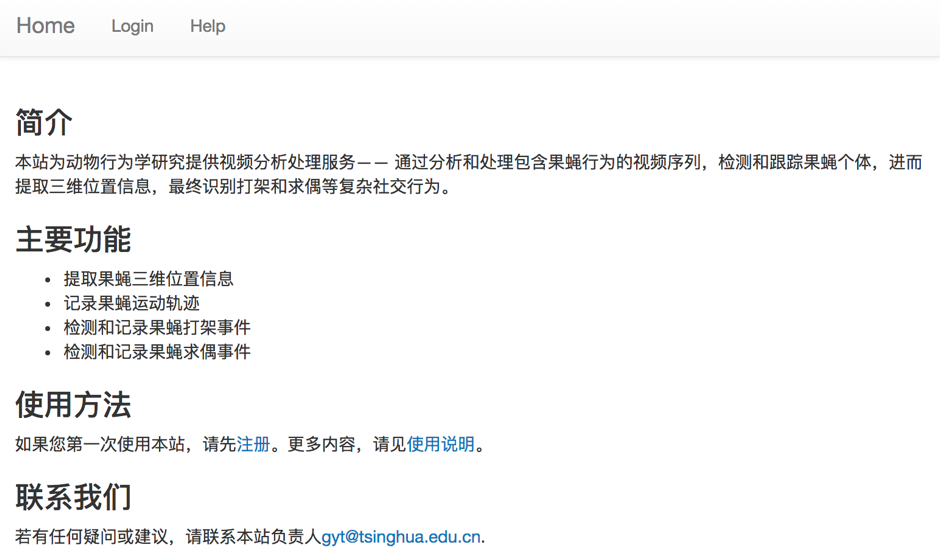 Home Login Help
简介
本站为动物行为学研究提供视频分析处理服务—— 通过分析和处理包含果蝇行为的视频序列，检测和跟踪果蝇个体，进而
提取三维位置信息，最终识别打架和求偶等复杂社交行为。
主要功能
• 提取果蝇三维位置信息
• 记录果蝇运动轨迹
• 检测和记录果蝇打架事件
• 检测和记录果蝇求偶事件
使用方法
如果您第一次使用本站，请先注册。更多内容，请见使用说明。
联系我们
若有任何疑问或建议，请联系本站负责人gyt@tsinghua.edu.cn.